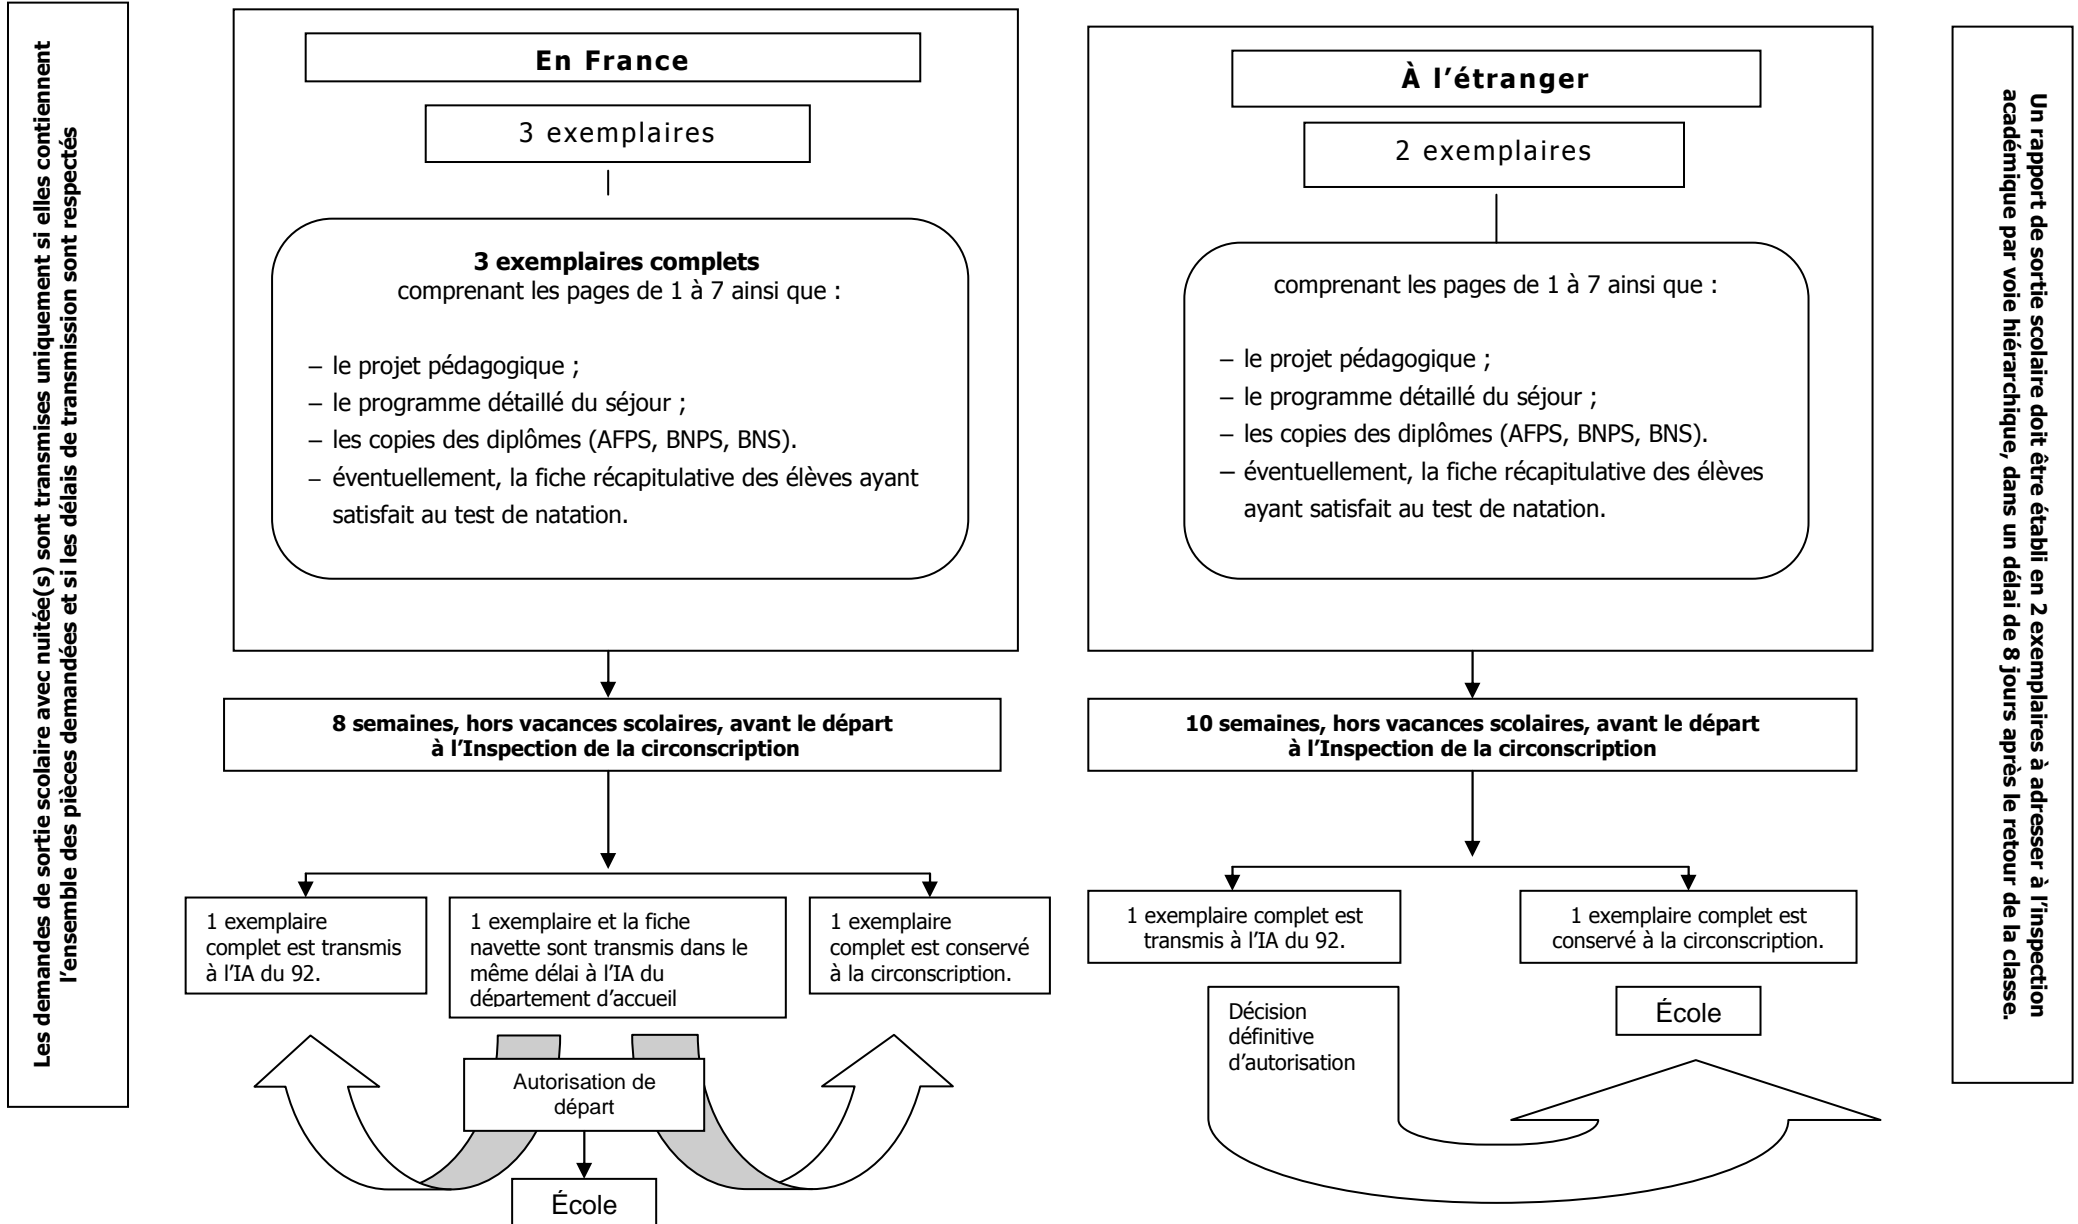 Les demandes de sortie scolaire avec nuitée(s) sont transmises uniquement si elles contiennent
l'ensemble des pièces demandées et si les délais de transmission sont respectés
En France
3 exemplaires
3 exemplaires complets
comprenant les pages de 1 à 7 ainsi que :
– le projet pédagogique ;
– le programme détaillé du séjour ;
– les copies des diplômes (AFPS, BNPS, BNS).
– éventuellement, la fiche récapitulative des élèves ayant
satisfait au test de natation.
8 semaines, hors vacances scolaires, avant le départ
à l'Inspection de la circonscription
1 exemplaire
complet est transmis
à l'IA du 92.
1 exemplaire et la fiche
navette sont transmis dans le
même délai à l'IA du
département d'accueil
1 exemplaire
complet est conservé
à la circonscription.
Autorisation de
départ
École
À l'étranger
2 exemplaires
comprenant les pages de 1 à 7 ainsi que :
– le projet pédagogique ;
– le programme détaillé du séjour ;
– les copies des diplômes (AFPS, BNPS, BNS).
– éventuellement, la fiche récapitulative des élèves
ayant satisfait au test de natation.
10 semaines, hors vacances scolaires, avant le départ
à l'Inspection de la circonscription
1 exemplaire complet est
transmis à l'IA du 92.
1 exemplaire complet est
conservé à la circonscription.
Décision
définitive
d'autorisation
École
Un rapport de sortie scolaire doit être établi en 2 exemplaires à adresser à l'inspection
académique par voie hiérarchique, dans un délai de 8 jours après le retour de la classe.